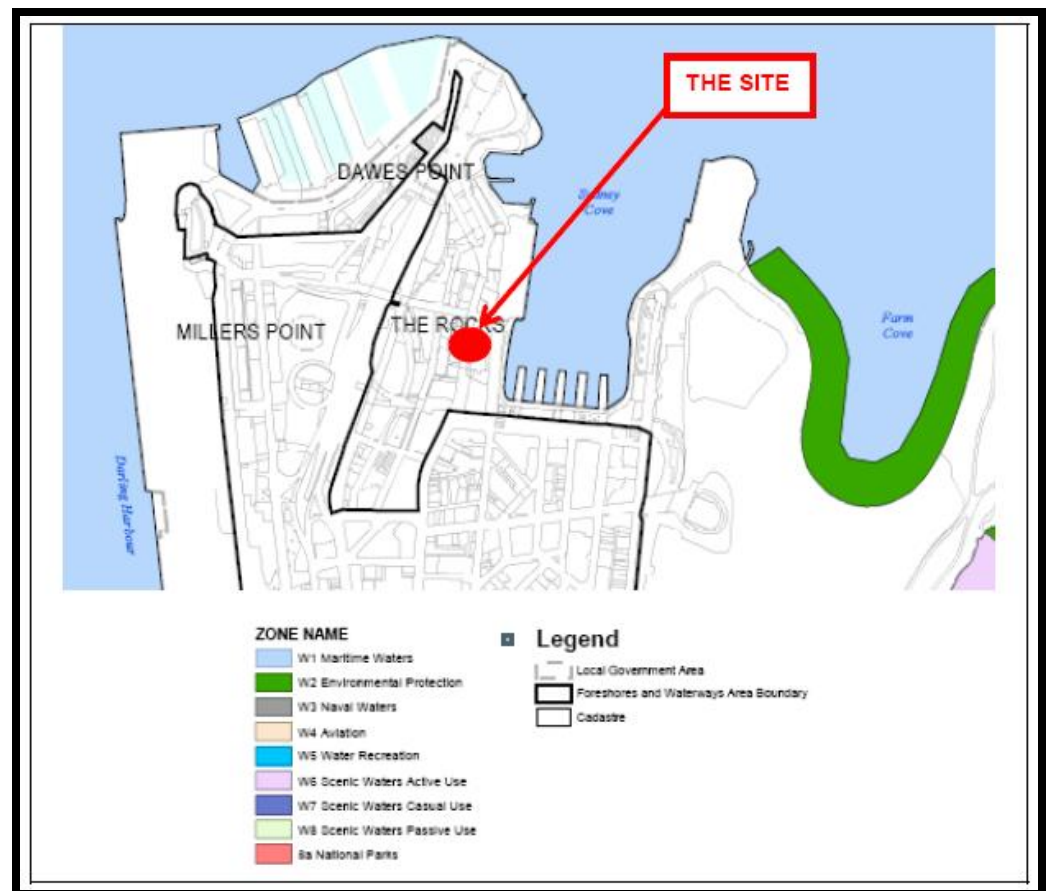 THE SITE
DAWES POINT
Sydney
Cove
MILLERS POINT
THE ROCKS
Farm
Cove
Darling Harbour
ZONE NAME
W1 Maritime Waters
W2 Environmental Protection
W3 Naval Waters
W4 Aviation
W5 Water Recreation
W6 Scenic Waters Active Use
W7 Scenic Waters Casual Use
W8 Scenic Waters Passive Use
8a National Parks
Legend
Local Government Area
Foreshores and Waterways Area Boundary
Cadastre